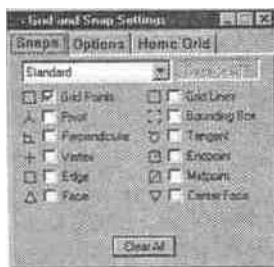 Grid and Snap Settings
Snaps Options Home Grid
Standard
Grid Points Grid Lines
Pivot Bounding Box
Perpendicular Tangent
Vertex Endpoint
Edge Midpoint
Face Center Face
Clear All